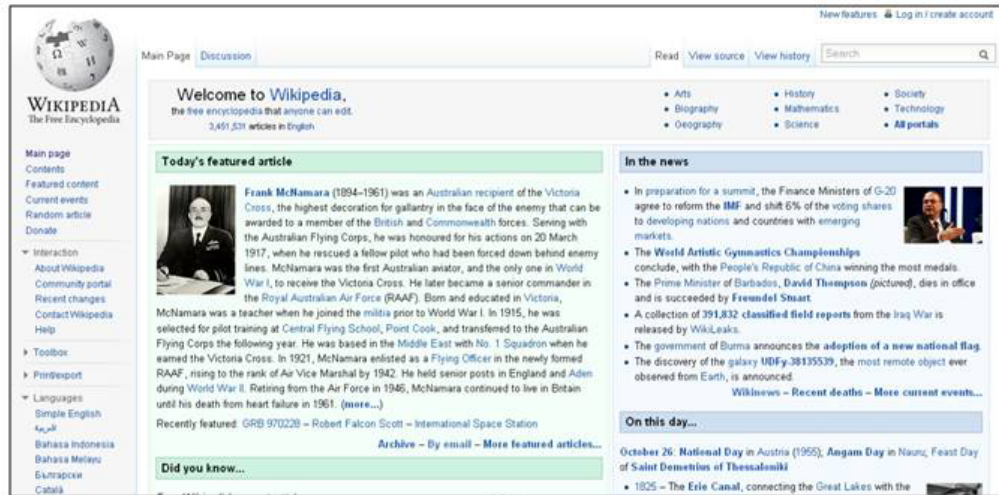 New features Log in / create account
WIKIPEDIA
The Free Encyclopedia
Main Page Discussion
Read View source View history Search
Welcome to Wikipedia,
the free encyclopedia that anyone can edit.
3,451,531 articles in English
Arts
Biography
Geography
History
Mathematics
Science
Society
Technology
All portals
Main page
Contents
Featured content
Current events
Random article
Donate
Interaction
About Wikipedia
Community portal
Recent changes
Contact Wikipedia
Help
Toolbox
Print/export
Languages
Simple English
العربية
Bahasa Indonesia
Bahasa Melayu
Български
Català
Today's featured article
Frank McNamara (1894–1961) was an Australian recipient of the Victoria
Cross, the highest decoration for gallantry in the face of the enemy that can be
awarded to a member of the British and Commonwealth forces. Serving with
the Australian Flying Corps, he was honoured for his actions on 20 March
1917, when he rescued a fellow pilot who had been forced down behind enemy
lines. McNamara was the first Australian aviator, and the only one in World
War I, to receive the Victoria Cross. He later became a senior commander in
the Royal Australian Air Force (RAAF). Born and educated in Victoria,
McNamara was a teacher when he joined the militia prior to World War I. In 1915, he was
selected for pilot training at Central Flying School, Point Cook, and transferred to the Australian
Flying Corps the following year. He was based in the Middle East with No. 1 Squadron when he
earned the Victoria Cross. In 1921, McNamara enlisted as a Flying Officer in the newly formed
RAAF, rising to the rank of Air Vice Marshal by 1942. He held senior posts in England and Aden
during World War II. Retiring from the Air Force in 1946, McNamara continued to live in Britain
until his death from heart failure in 1961. (more...)
Recently featured: GRB 970228 – Robert Falcon Scott – International Space Station
Archive – By email – More featured articles...
Did you know...
In the news
In preparation for a summit, the Finance Ministers of G-20
agree to reform the IMF and shift 6% of the voting shares
to developing nations and countries with emerging
markets.
The World Artistic Gymnastics Championships
conclude, with the People's Republic of China winning the most medals.
The Prime Minister of Barbados, David Thompson (pictured), dies in office
and is succeeded by Freundel Stuart.
A collection of 391,832 classified field reports from the Iraq War is
released by WikiLeaks.
The government of Burma announces the adoption of a new national flag.
The discovery of the galaxy UDFy-38135539, the most remote object ever
observed from Earth, is announced.
Wikinews – Recent deaths – More current events...
On this day...
October 26: National Day in Austria (1955); Angam Day in Nauru; Feast Day
of Saint Demetrius of Thessaloniki
1825 – The Erie Canal, connecting the Great Lakes with the